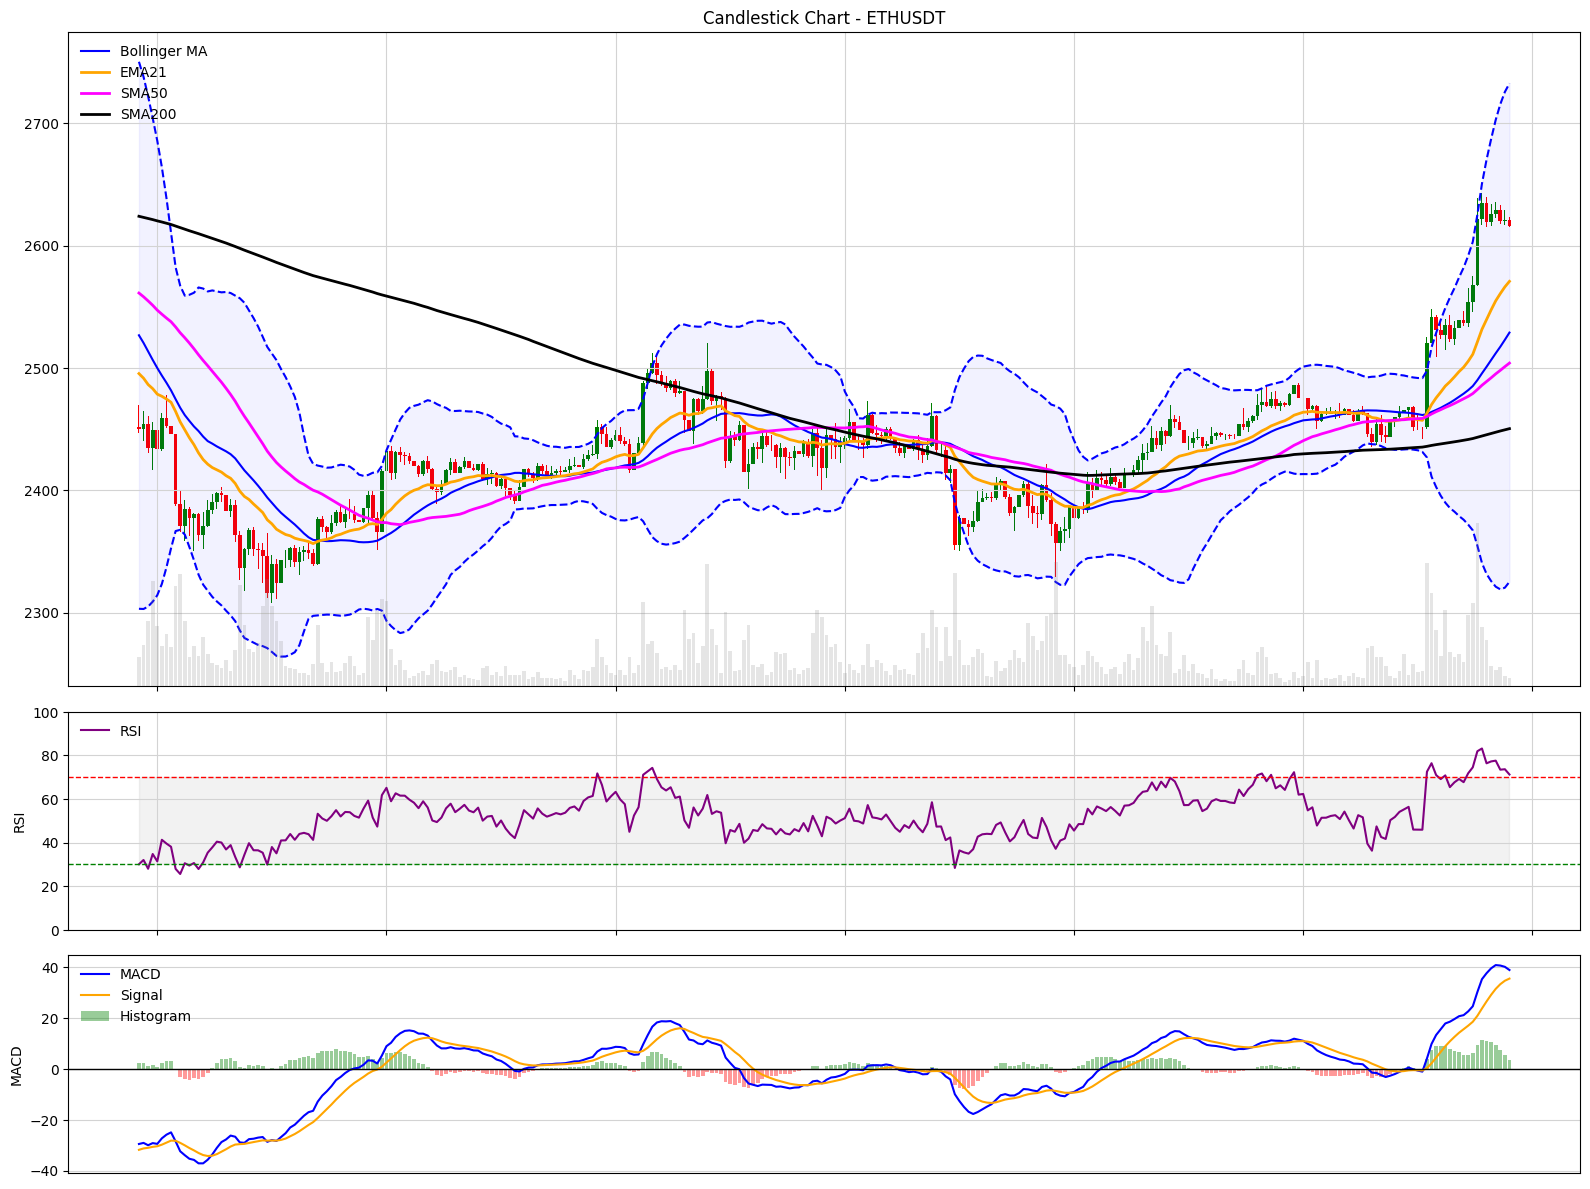 Candlestick Chart - ETHUSDT
Bollinger MA
EMA21
SMA50
SMA200
2700
2600
2500
2400
2300
RSI
100
80
60
40
20
0
RSI
MACD
Signal
Histogram
40
20
0
−20
−40
MACD